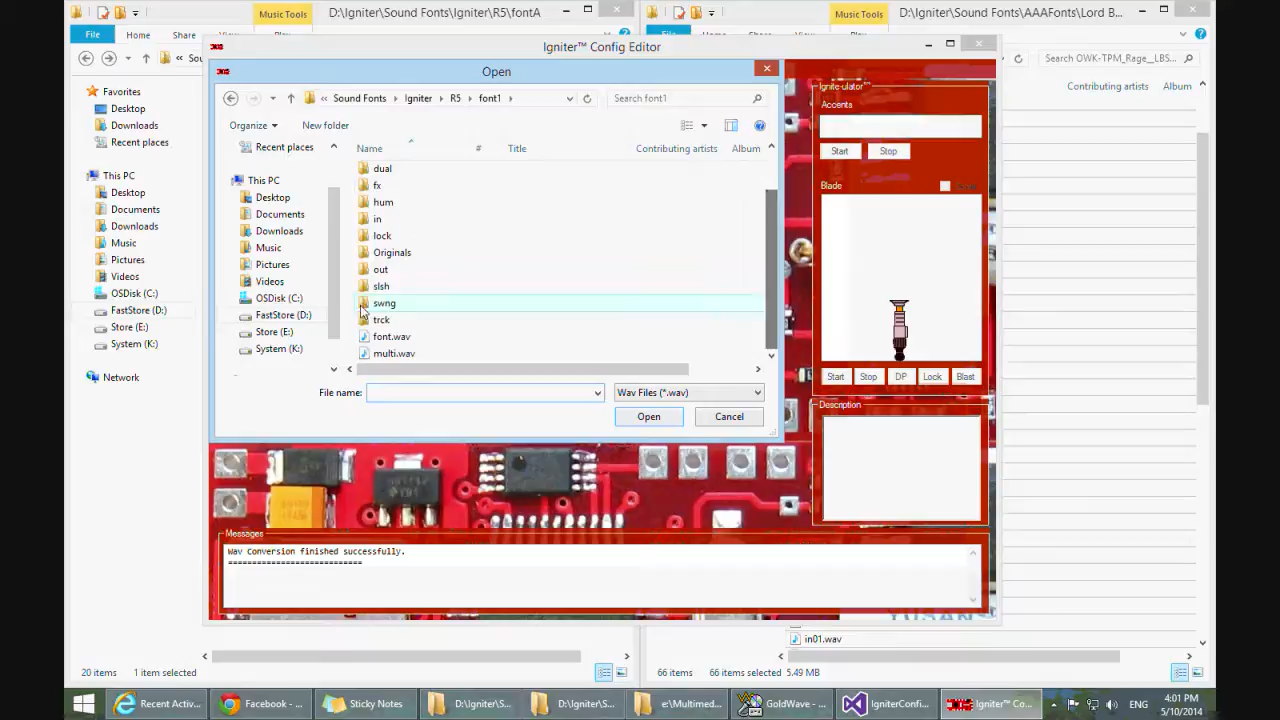 Music Tools
D:\Igniter\Sound Fonts\Igniter\R5\fontA
Music Tools
D:\Igniter\Sound Fonts\AAAFonts\Lord B...
File
Home
Share
Igniter™ Config Editor
Open
Search OWK-TPM_Rage__LBS...
Contributing artists
Album
Favorites
Desktop
Downloads
Recent places
This PC
Desktop
Documents
Downloads
Music
Pictures
Videos
OSDisk (C:)
FastStore (D:)
Store (E:)
System (K:)
Network
« Sound Fonts › Igniter › R5 › font1 ›
Search font1
Organize
New folder
Recent places
This PC
Desktop
Documents
Downloads
Music
Pictures
Videos
OSDisk (C:)
FastStore (D:)
Store (E:)
System (K:)
Name
#
Title
Contributing artists
Album
dual
fx
hum
in
lock
Originals
out
slsh
swng
trck
font.wav
multi.wav
File name:
Wav Files (*.wav)
Open
Cancel
Ignite-ulator™
Accents
Start
Stop
Blade
Start
Stop
DP
Lock
Blast
Description
Messages
Wav Conversion finished successfully.
============================
in01.wav
20 items
1 item selected
66 items
66 items selected 5.49 MB
Recent Activ...
Facebook - ...
Sticky Notes
D:\Igniter\S...
D:\Igniter\S...
e:\Multimed...
GoldWave - ...
IgniterConfi...
Igniter™ Co...
ENG
4:01 PM
5/10/2014